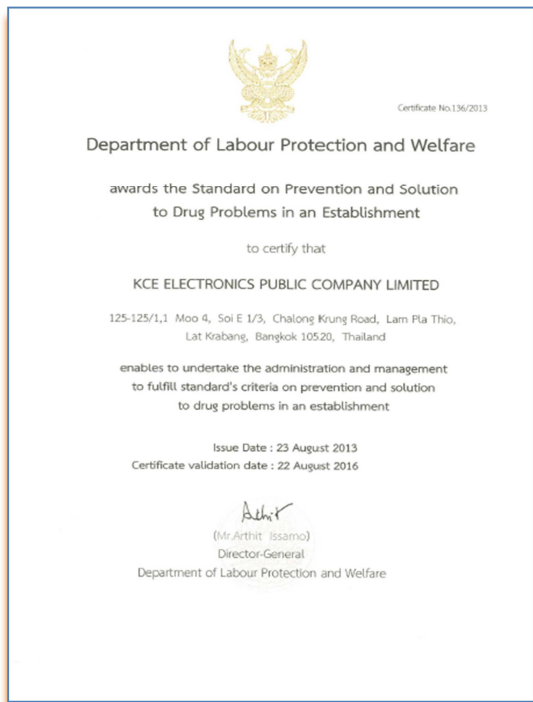 Certificate No.136/2013
Department of Labour Protection and Welfare
awards the Standard on Prevention and Solution
to Drug Problems in an Establishment
to certify that
KCE ELECTRONICS PUBLIC COMPANY LIMITED
125-125/1,1 Moo 4, Soi E 1/3, Chalong Krung Road, Lam Pla Thio,
Lat Krabang, Bangkok 10520, Thailand
enables to undertake the administration and management
to fulfill standard's criteria on prevention and solution
to drug problems in an establishment
Issue Date : 23 August 2013
Certificate validation date : 22 August 2016
Athit
(Mr.Arthit Issamo)
Director-General
Department of Labour Protection and Welfare